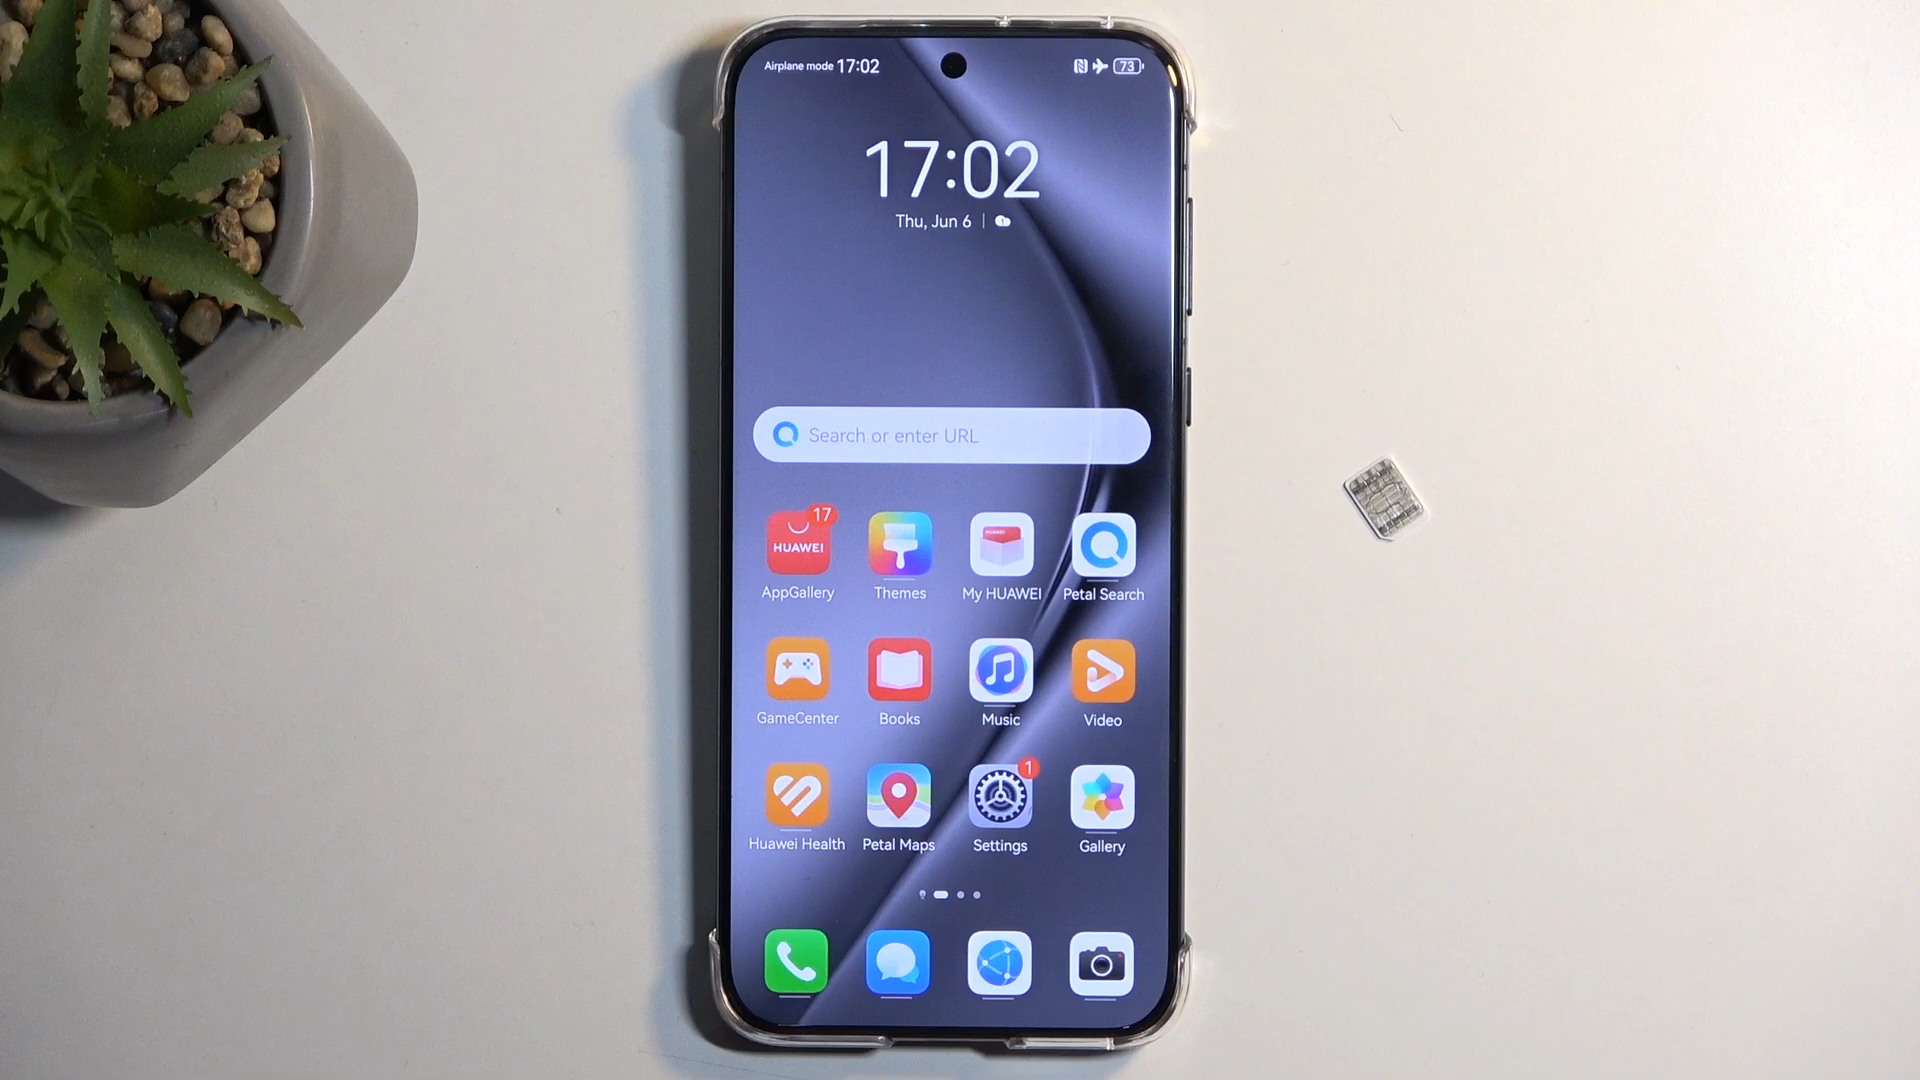 Airplane mode 17:02
73
17:02
Thu, Jun 6
Search or enter URL
17
HUAWEI
HUAWEI
AppGallery
Themes
My HUAWEI
Petal Search
GameCenter
Books
Music
Video
1
Huawei Health
Petal Maps
Settings
Gallery